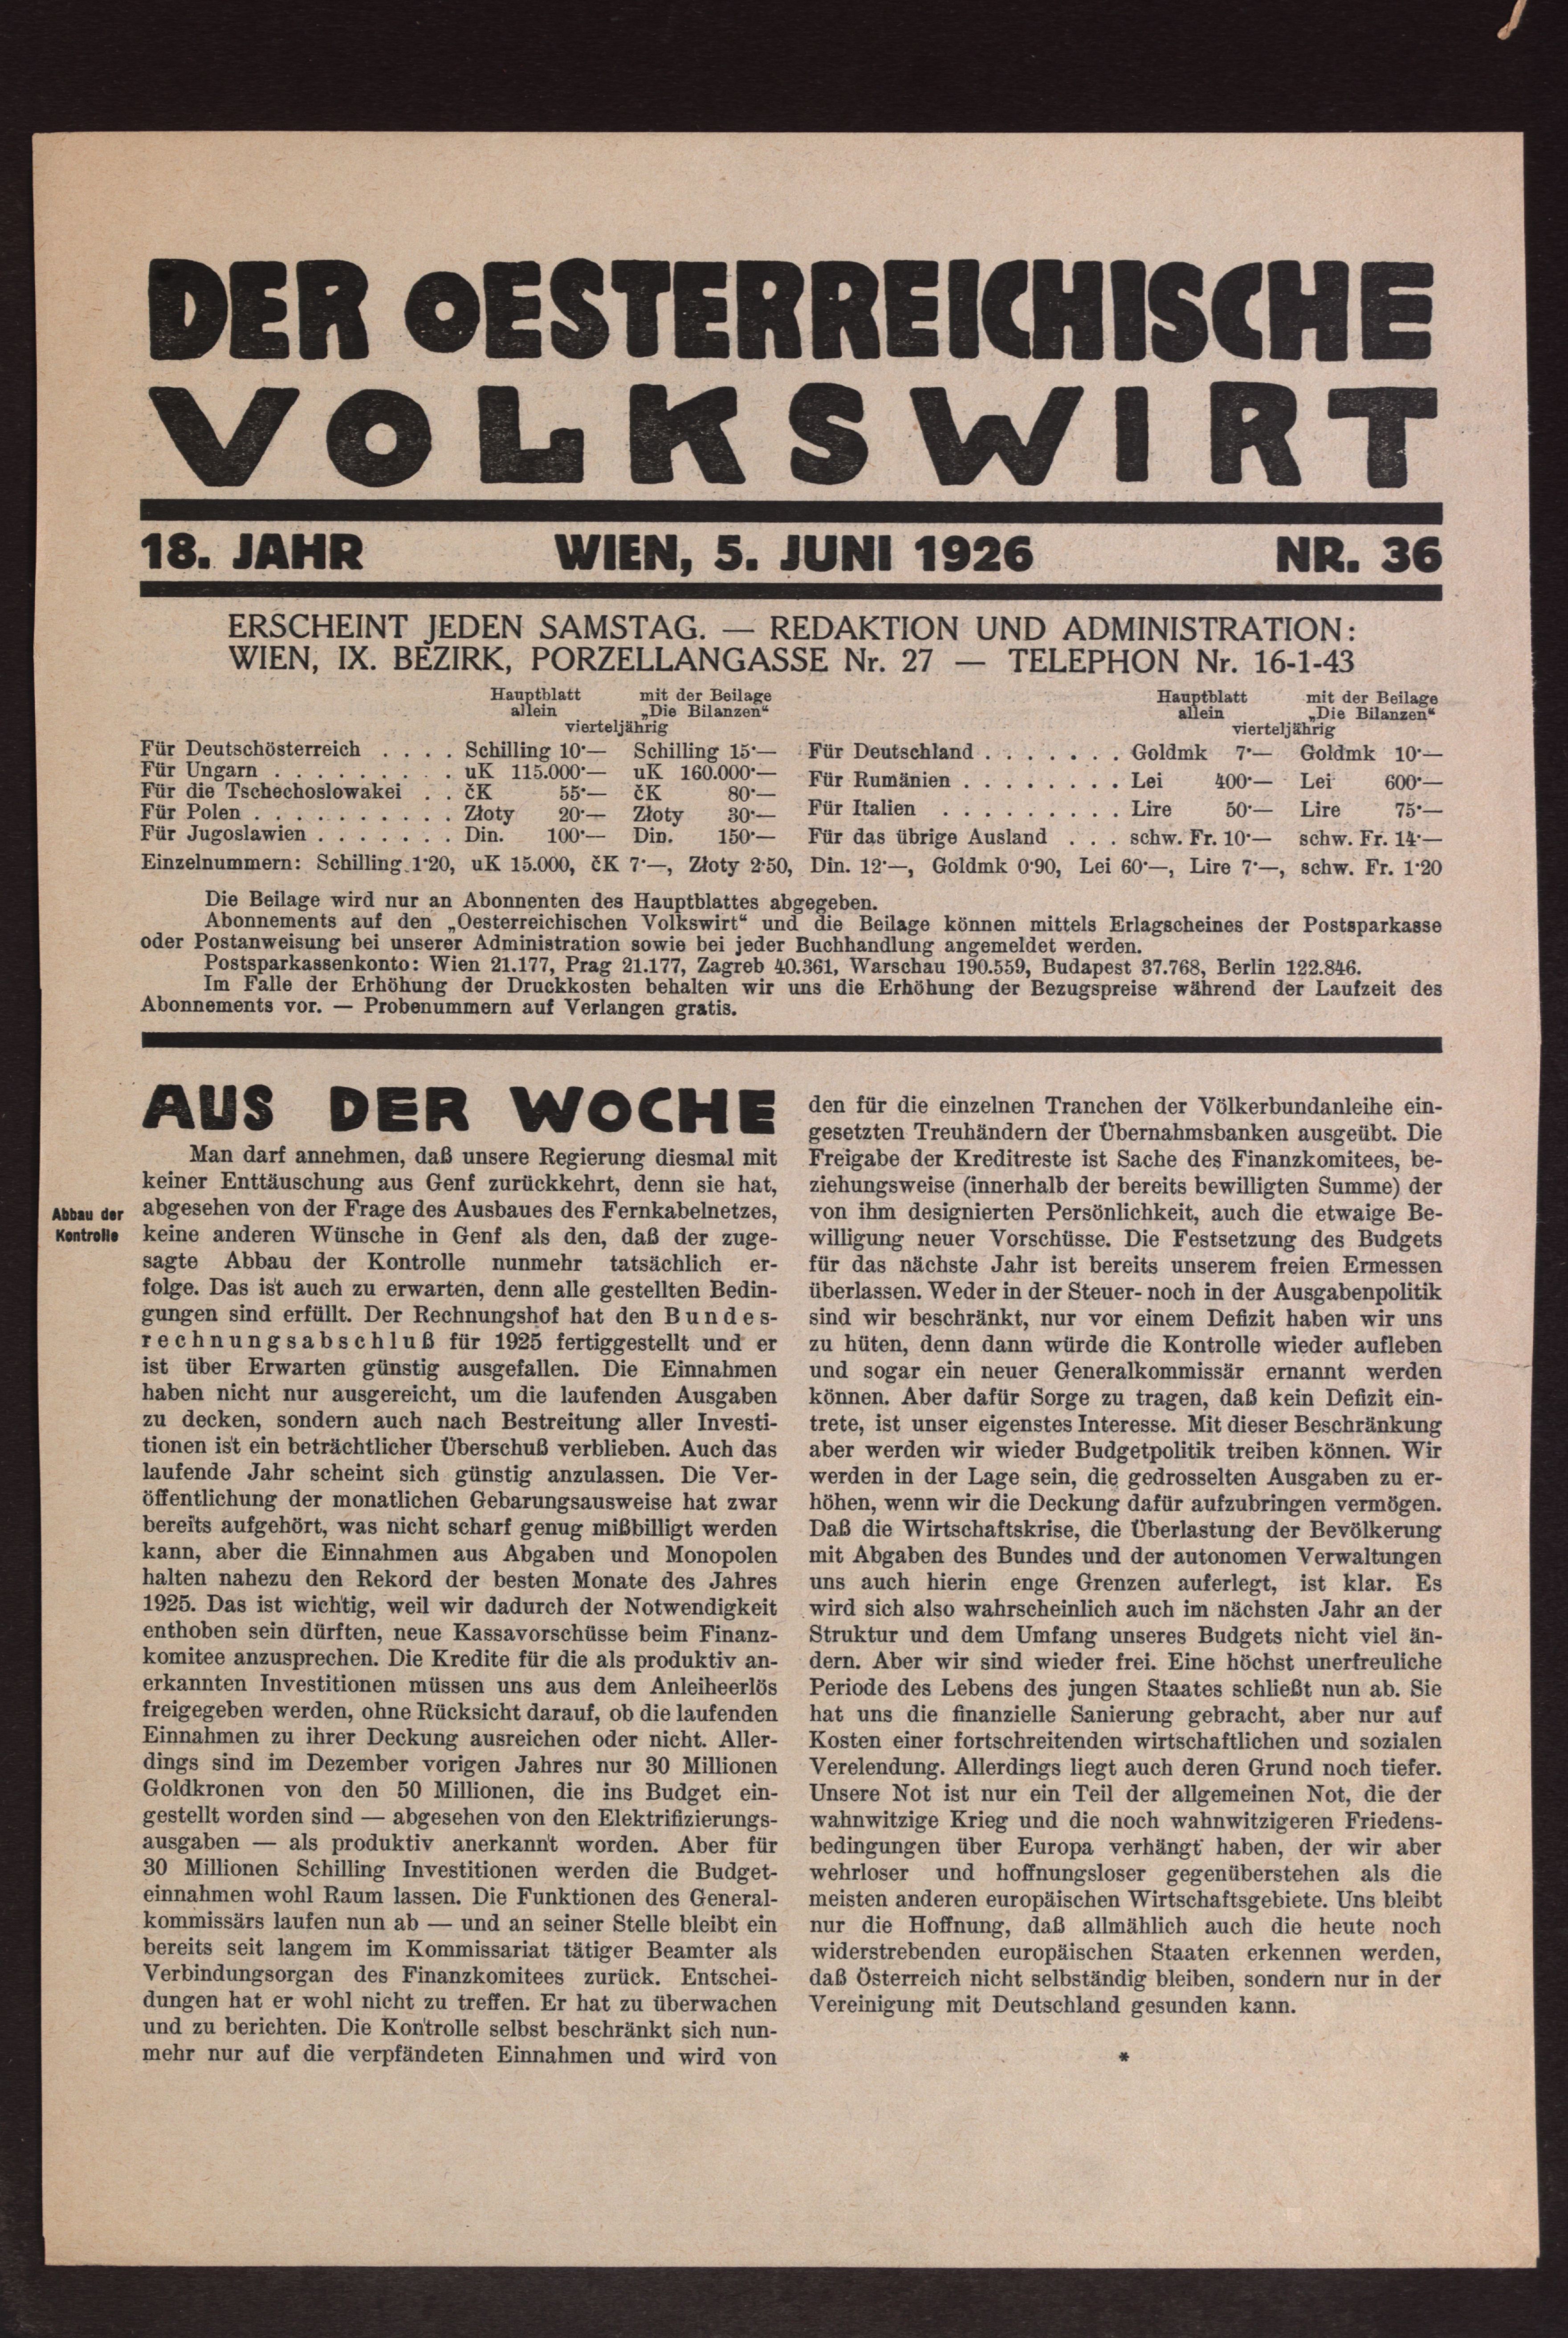 DER OESTERREICHISCHE
VOLKSWIRT
18. JAHR WIEN, 5. JUNI 1926 NR. 36
ERSCHEINT JEDEN SAMSTAG. — REDAKTION UND ADMINISTRATION:
WIEN, IX. BEZIRK, PORZELLANGASSE Nr. 27 — TELEPHON Nr. 16-1-43
Hauptblatt mit der Beilage
allein „Die Bilanzen“
vierteljährig
Für Deutschösterreich . . . . Schilling 10·— Schilling 15·—
Für Ungarn . . . . . . . . . . uK 115.000·— uK 160.000·—
Für die Tschechoslowakei . . čK 55·— čK 80·—
Für Polen . . . . . . . . . . . Złoty 20·— Złoty 30·—
Für Jugoslawien . . . . . . . Din. 100·— Din. 150·—
Hauptblatt mit der Beilage
allein „Die Bilanzen“
vierteljährig
Für Deutschland . . . . . . . Goldmk 7·— Goldmk 10·—
Für Rumänien . . . . . . . . Lei 400·— Lei 600·—
Für Italien . . . . . . . . . Lire 50·— Lire 75·—
Für das übrige Ausland . . . schw. Fr. 10·— schw. Fr. 14·—
Einzelnummern: Schilling 1·20, uK 15.000, čK 7·—, Złoty 2·50, Din. 12·—, Goldmk 0·90, Lei 60·—, Lire 7·—, schw. Fr. 1·20
Die Beilage wird nur an Abonnenten des Hauptblattes abgegeben.
Abonnements auf den „Oesterreichischen Volkswirt“ und die Beilage können mittels Erlagscheines der Postsparkasse
oder Postanweisung bei unserer Administration sowie bei jeder Buchhandlung angemeldet werden.
Postsparkassenkonto: Wien 21.177, Prag 21.177, Zagreb 40.361, Warschau 190.559, Budapest 37.768, Berlin 122.846.
Im Falle der Erhöhung der Druckkosten behalten wir uns die Erhöhung der Bezugspreise während der Laufzeit des
Abonnements vor. — Probenummern auf Verlangen gratis.
AUS DER WOCHE
Abbau der
Kontrolle
Man darf annehmen, daß unsere Regierung diesmal mit
keiner Enttäuschung aus Genf zurückkehrt, denn sie hat,
abgesehen von der Frage des Ausbaues des Fernkabelnetzes,
keine anderen Wünsche in Genf als den, daß der zuge-
sagte Abbau der Kontrolle nunmehr tatsächlich er-
folge. Das ist auch zu erwarten, denn alle gestellten Bedin-
gungen sind erfüllt. Der Rechnungshof hat den Bundes-
rechnungsabschluß für 1925 fertiggestellt und er
ist über Erwarten günstig ausgefallen. Die Einnahmen
haben nicht nur ausgereicht, um die laufenden Ausgaben
zu decken, sondern auch nach Bestreitung aller Investi-
tionen ist ein beträchtlicher Überschuß verblieben. Auch das
laufende Jahr scheint sich günstig anzulassen. Die Ver-
öffentlichung der monatlichen Gebarungsausweise hat zwar
bereits aufgehört, was nicht scharf genug mißbilligt werden
kann, aber die Einnahmen aus Abgaben und Monopolen
halten nahezu den Rekord der besten Monate des Jahres
1925. Das ist wichtig, weil wir dadurch der Notwendigkeit
enthoben sein dürften, neue Kassavorschüsse beim Finanz-
komitee anzusprechen. Die Kredite für die als produktiv an-
erkannten Investitionen müssen uns aus dem Anleiheerlös
freigegeben werden, ohne Rücksicht darauf, ob die laufenden
Einnahmen zu ihrer Deckung ausreichen oder nicht. Aller-
dings sind im Dezember vorigen Jahres nur 30 Millionen
Goldkronen von den 50 Millionen, die ins Budget ein-
gestellt worden sind — abgesehen von den Elektrifizierungs-
ausgaben — als produktiv anerkannt worden. Aber für
30 Millionen Schilling Investitionen werden die Budget-
einnahmen wohl Raum lassen. Die Funktionen des General-
kommissärs laufen nun ab — und an seiner Stelle bleibt ein
bereits seit langem im Kommissariat tätiger Beamter als
Verbindungsorgan des Finanzkomitees zurück. Entschei-
dungen hat er wohl nicht zu treffen. Er hat zu überwachen
und zu berichten. Die Kontrolle selbst beschränkt sich nun-
mehr nur auf die verpfändeten Einnahmen und wird von
den für die einzelnen Tranchen der Völkerbundanleihe ein-
gesetzten Treuhändern der Übernahmsbanken ausgeübt. Die
Freigabe der Kreditreste ist Sache des Finanzkomitees, be-
ziehungsweise (innerhalb der bereits bewilligten Summe) der
von ihm designierten Persönlichkeit, auch die etwaige Be-
willigung neuer Vorschüsse. Die Festsetzung des Budgets
für das nächste Jahr ist bereits unserem freien Ermessen
überlassen. Weder in der Steuer- noch in der Ausgabenpolitik
sind wir beschränkt, nur vor einem Defizit haben wir uns
zu hüten, denn dann würde die Kontrolle wieder aufleben
und sogar ein neuer Generalkommissär ernannt werden
können. Aber dafür Sorge zu tragen, daß kein Defizit ein-
trete, ist unser eigenstes Interesse. Mit dieser Beschränkung
aber werden wir wieder Budgetpolitik treiben können. Wir
werden in der Lage sein, die gedrosselten Ausgaben zu er-
höhen, wenn wir die Deckung dafür aufzubringen vermögen.
Daß die Wirtschaftskrise, die Überlastung der Bevölkerung
mit Abgaben des Bundes und der autonomen Verwaltungen
uns auch hierin enge Grenzen auferlegt, ist klar. Es
wird sich also wahrscheinlich auch im nächsten Jahr an der
Struktur und dem Umfang unseres Budgets nicht viel än-
dern. Aber wir sind wieder frei. Eine höchst unerfreuliche
Periode des Lebens des jungen Staates schließt nun ab. Sie
hat uns die finanzielle Sanierung gebracht, aber nur auf
Kosten einer fortschreitenden wirtschaftlichen und sozialen
Verelendung. Allerdings liegt auch deren Grund noch tiefer.
Unsere Not ist nur ein Teil der allgemeinen Not, die der
wahnwitzige Krieg und die noch wahnwitzigeren Friedens-
bedingungen über Europa verhängt haben, der wir aber
wehrloser und hoffnungsloser gegenüberstehen als die
meisten anderen europäischen Wirtschaftsgebiete. Uns bleibt
nur die Hoffnung, daß allmählich auch die heute noch
widerstrebenden europäischen Staaten erkennen werden,
daß Österreich nicht selbständig bleiben, sondern nur in der
Vereinigung mit Deutschland gesunden kann.
*